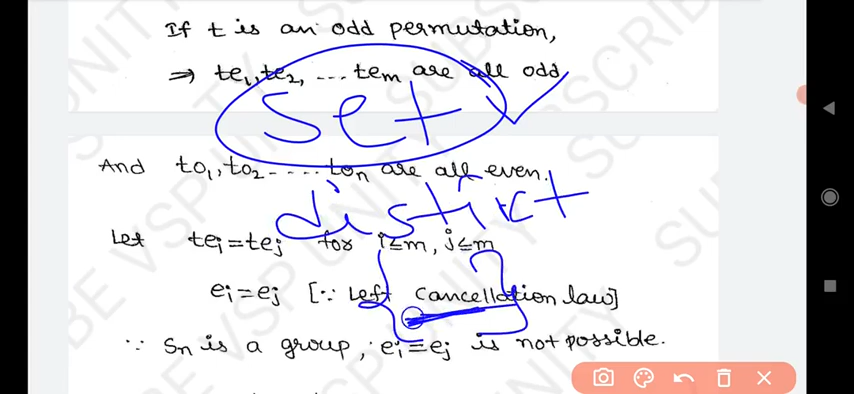 If t is an odd permutation,
⇒ te₁, te₂, .... teₘ are all odd
set
And to₁, to₂ - - .... toₙ are all even.
distict
Let teᵢ = teⱼ for i≤m, j≤m
eᵢ = eⱼ [∵ Left Cancellation law]
∵ Sₙ is a group, eᵢ = eⱼ is not possible.